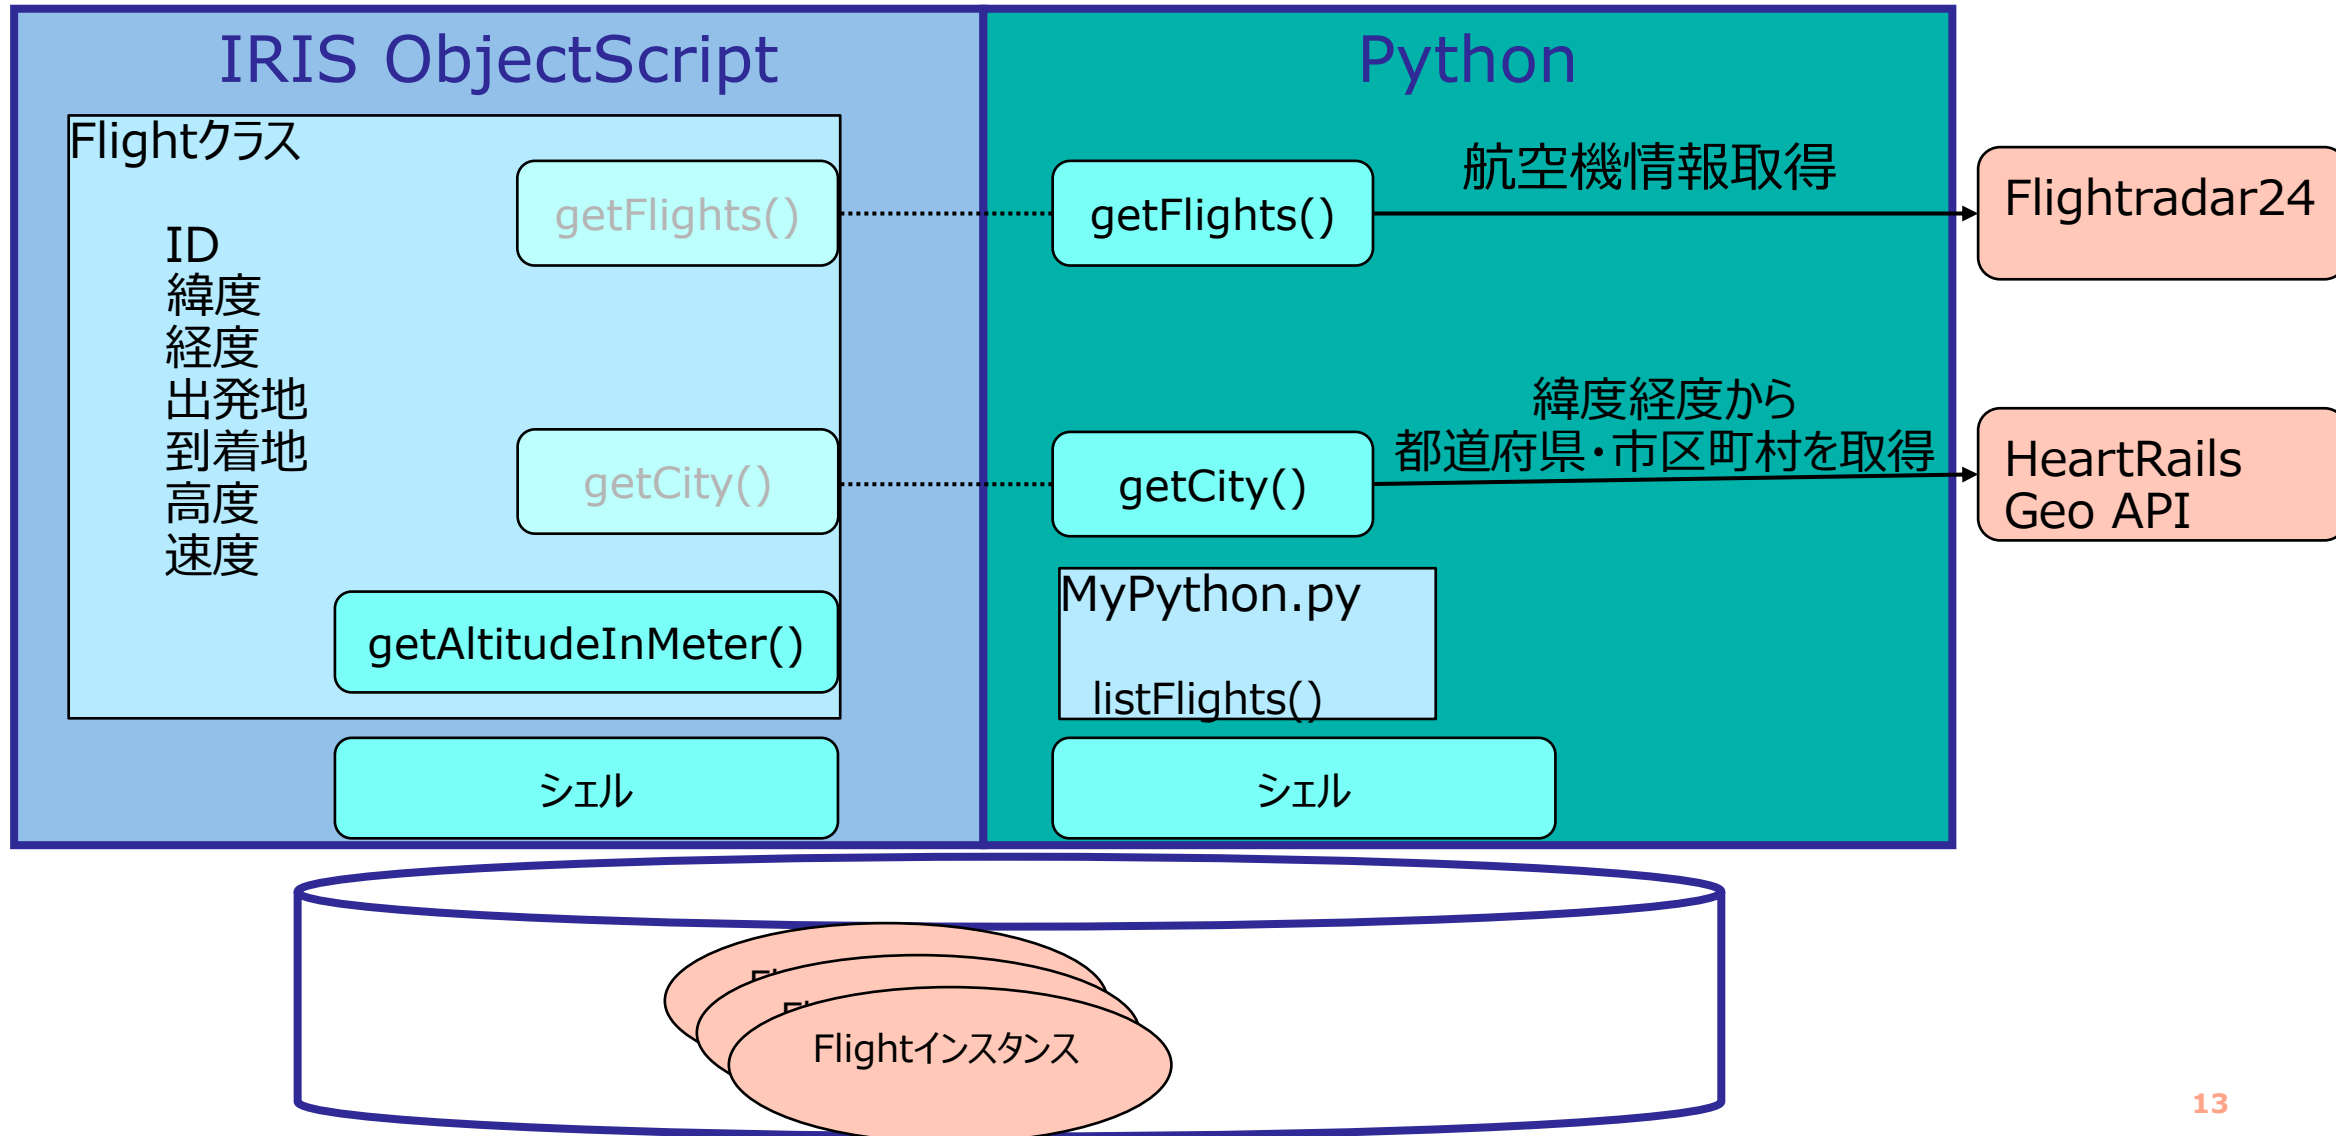 IRIS ObjectScript
Python
Flightクラス
ID
緯度
経度
出発地
到着地
高度
速度
getFlights()
getCity()
getAltitudeInMeter()
シェル
getFlights()
航空機情報取得
Flightradar24
getCity()
緯度経度から
都道府県・市区町村を取得
HeartRails
Geo API
MyPython.py
listFlights()
シェル
Flightインスタンス
13